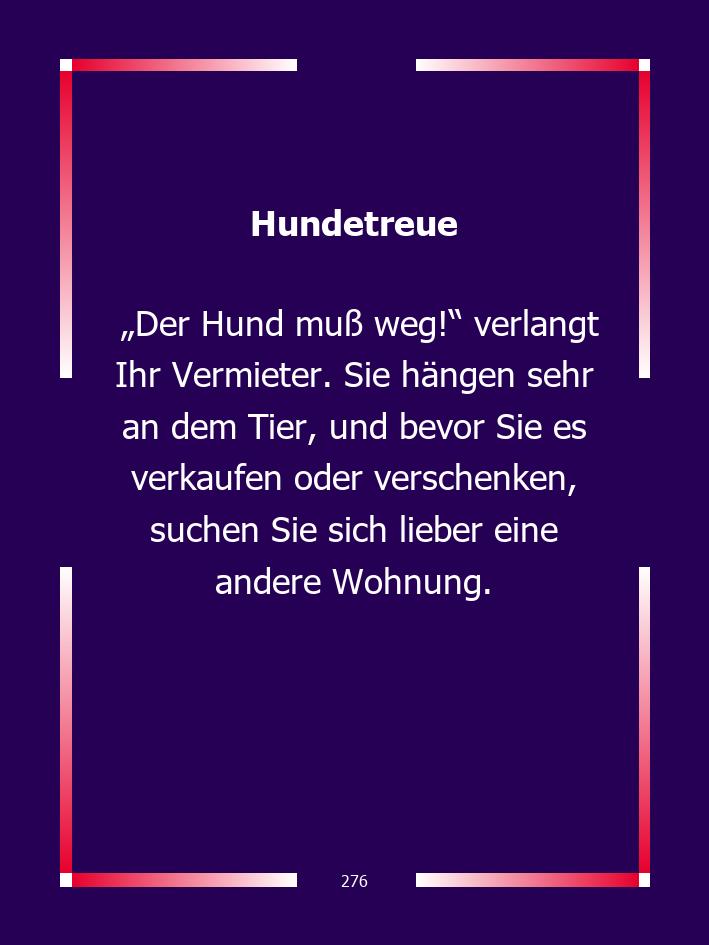 Hundetreue
„Der Hund muß weg!“ verlangt
Ihr Vermieter. Sie hängen sehr
an dem Tier, und bevor Sie es
verkaufen oder verschenken,
suchen Sie sich lieber eine
andere Wohnung.
276